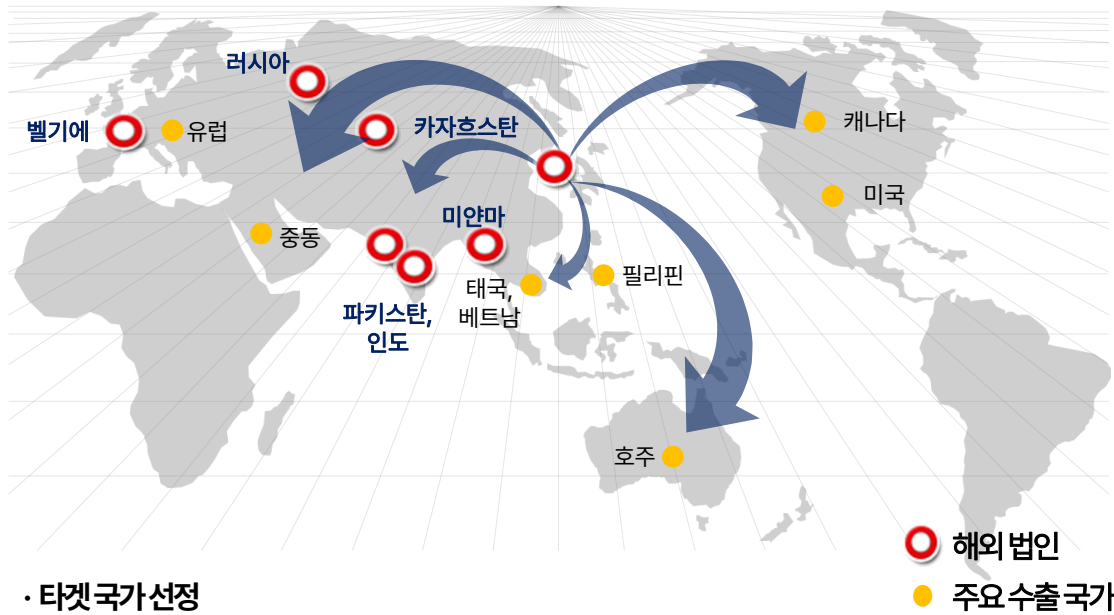 러시아
벨기에
유럽
카자흐스탄
캐나다
미국
미얀마
중동
필리핀
태국,
베트남
파키스탄,
인도
호주
해외 법인
주요 수출 국가
· 타겟 국가 선정